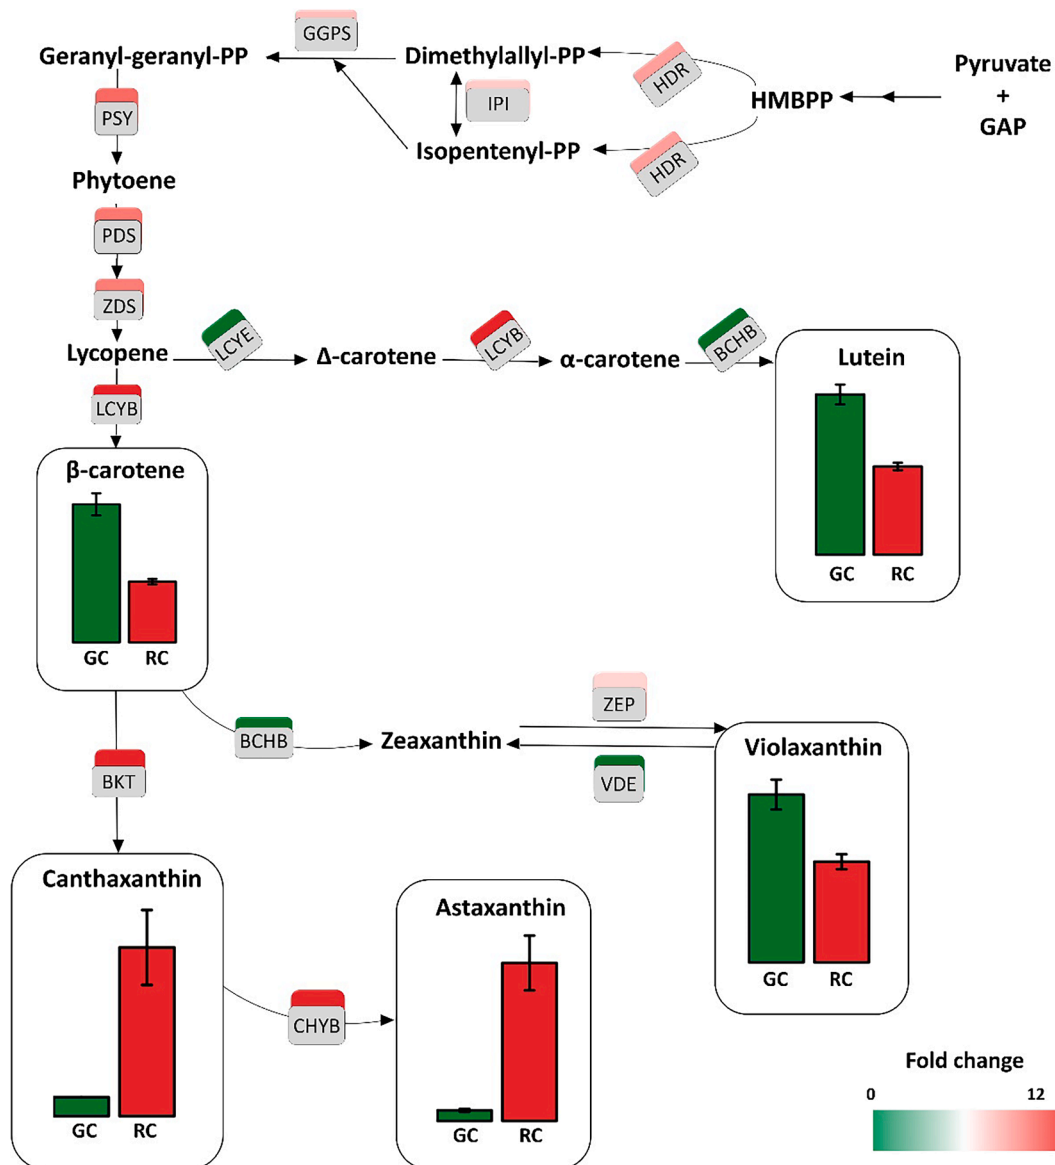 GGPS
Geranyl-geranyl-PP
Dimethylallyl-PP
HDR
Pyruvate
+
GAP
PSY
IPI
HMBPP
Isopentenyl-PP
HDR
Phytoene
PDS
ZDS
Lycopene
LCYE
Δ-carotene
LCYB
α-carotene
BCHB
Lutein
GC RC
LCYB
β-carotene
GC RC
BCHB
Zeaxanthin
ZEP
VDE
Violaxanthin
GC RC
BKT
Canthaxanthin
GC RC
CHYB
Astaxanthin
GC RC
Fold change
0 12